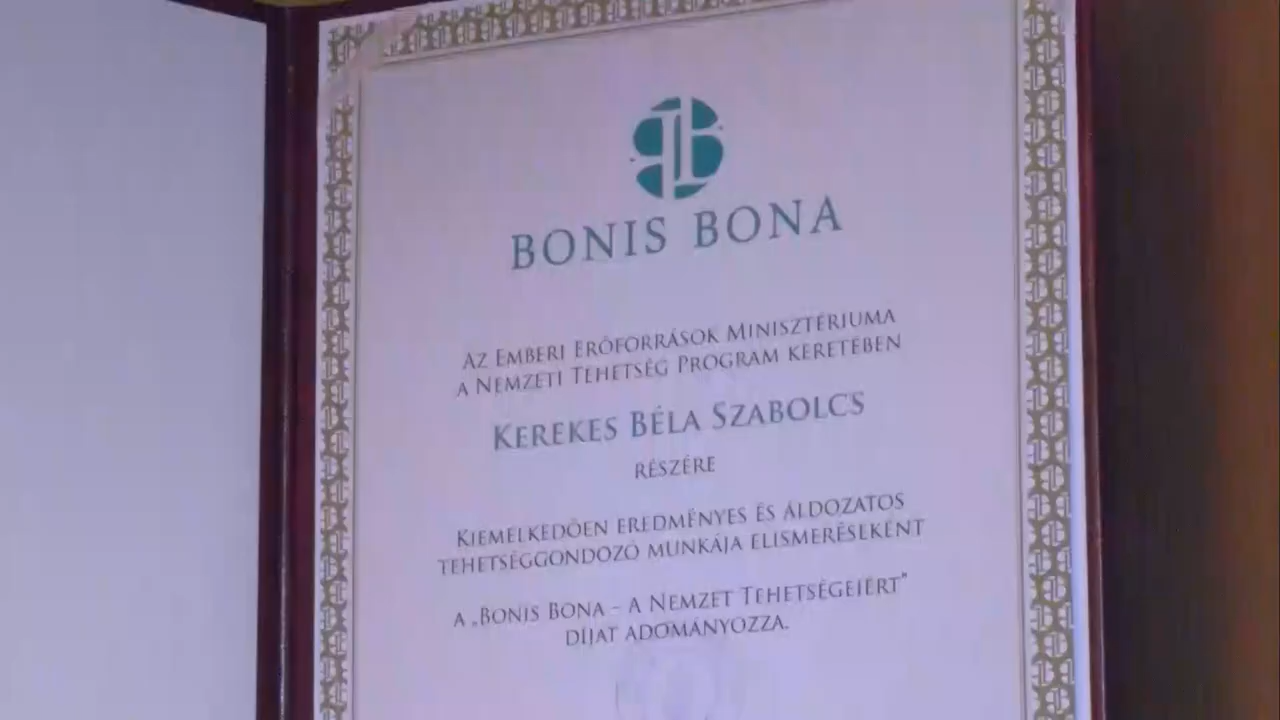 BONIS BONA
AZ EMBERI ERŐFORRÁSOK MINISZTÉRIUMA
A NEMZETI TEHETSÉG PROGRAM KERETÉBEN
KEREKES BÉLA SZABOLCS
RÉSZÉRE
KIEMELKEDŐEN EREDMÉNYES ÉS ÁLDOZATOS
TEHETSÉGGONDOZÓ MUNKÁJA ELISMERÉSEKÉNT
A „BONIS BONA – A NEMZET TEHETSÉGEIÉRT"
DÍJAT ADOMÁNYOZZA.